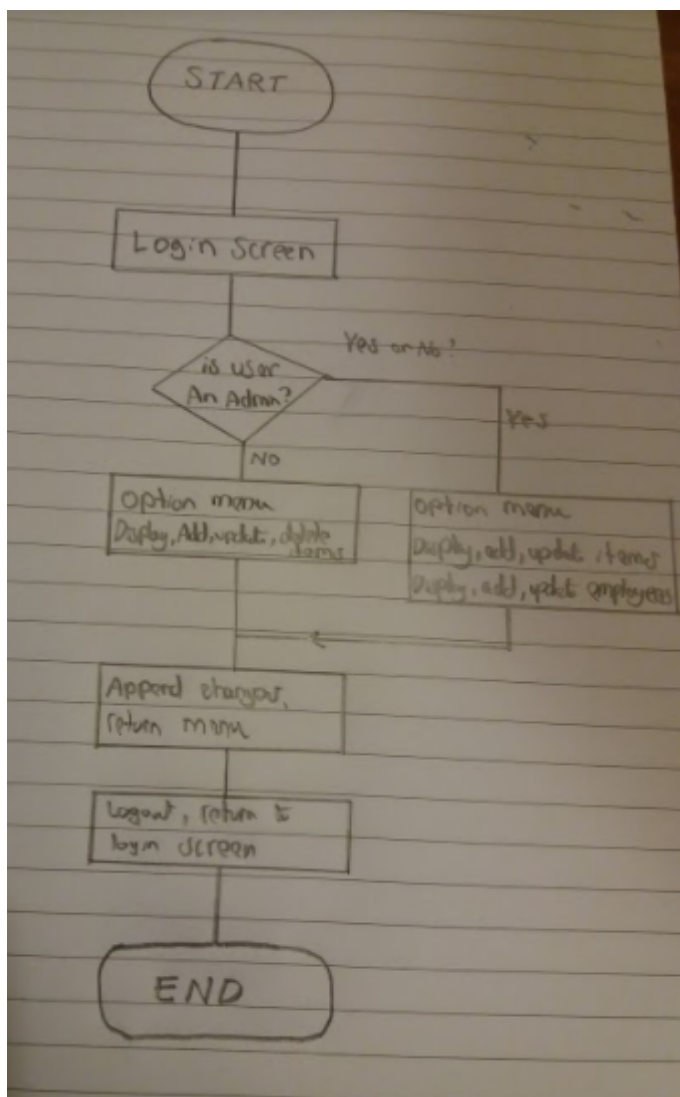 START
Login Screen
Yes or No?
is user
An Admin?
Yes
NO
option menu
Display, Add, update, delete
items
option menu
Display, add, update items
Display, add, update employees
Append changes,
return menu
Logout, return to
login screen
END